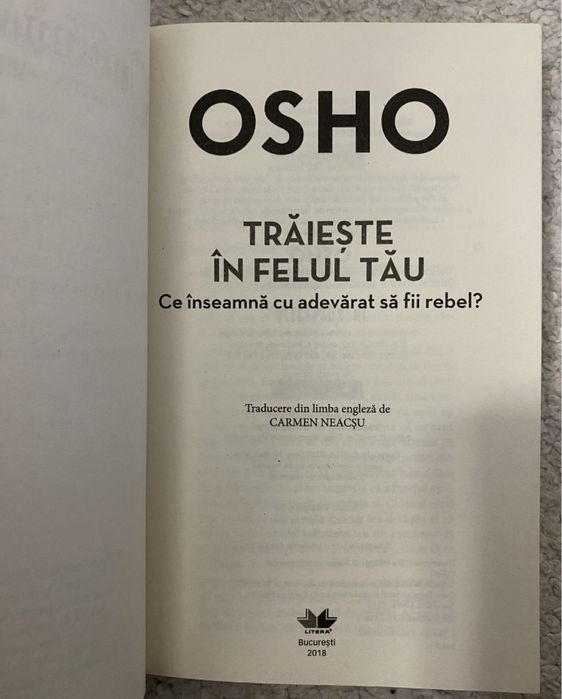 OSHO
TRĂIEȘTE
ÎN FELUL TĂU
Ce înseamnă cu adevărat să fii rebel?
Traducere din limba engleză de
CARMEN NEACȘU
LITERA®
București
2018